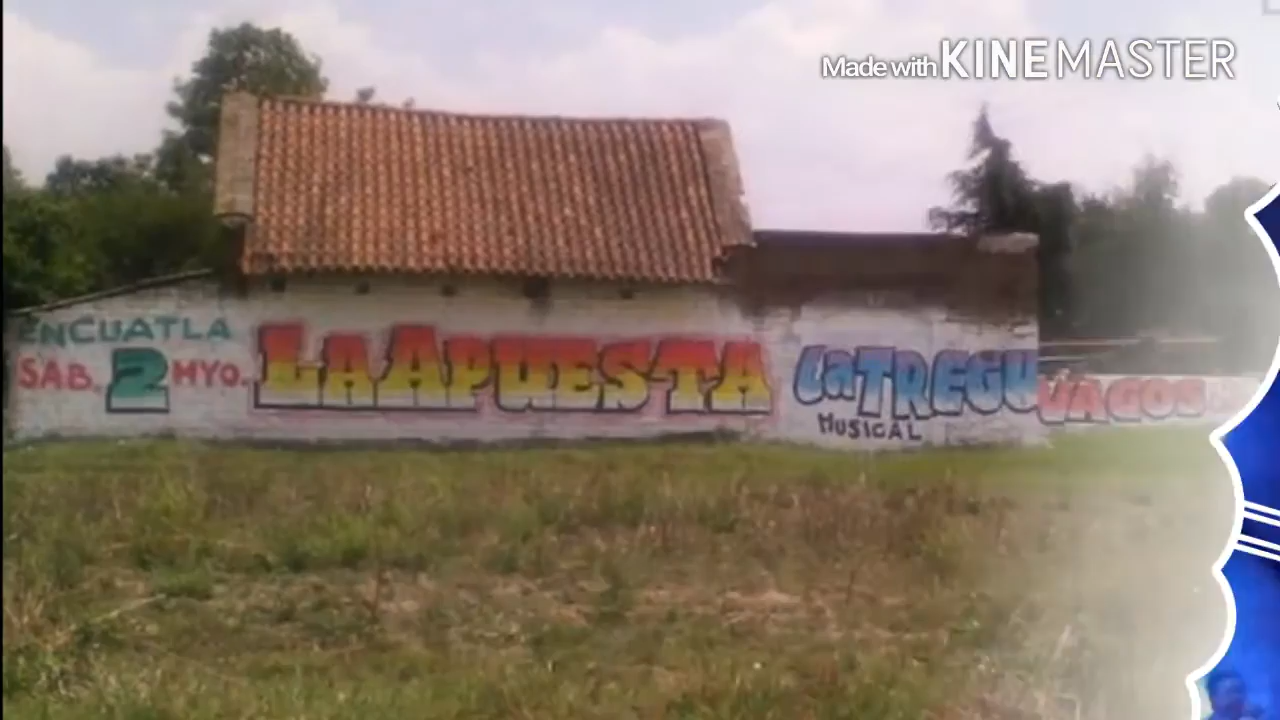 Made with KINEMASTER
ENCUATLA
SAB. 2 MYO.
LA APUESTA
La TREGU
MUSICAL
VAGOS